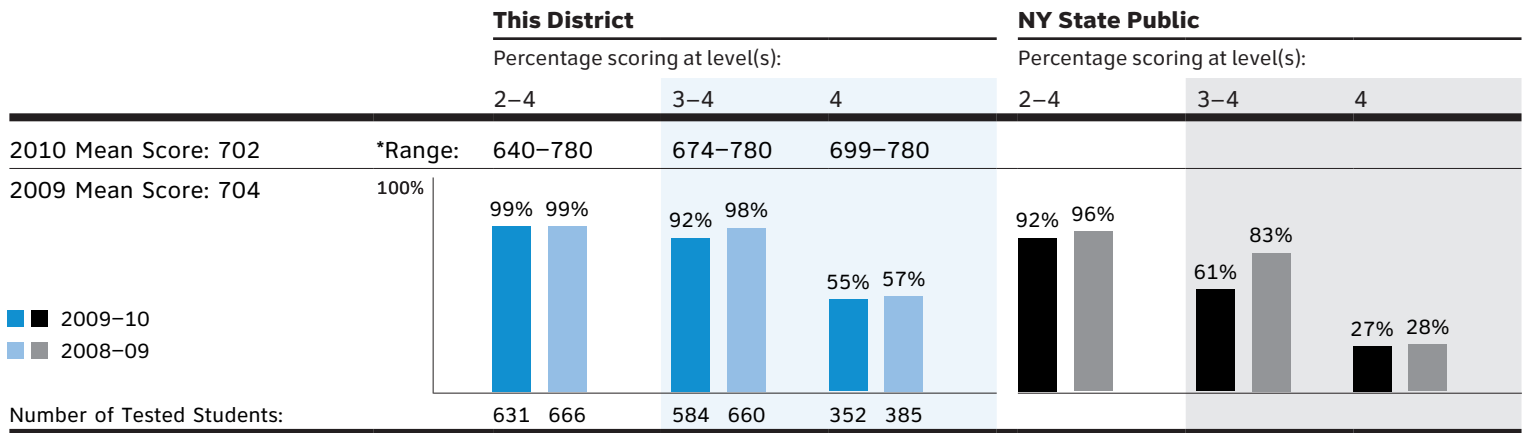 This District NY State Public
Percentage scoring at level(s): Percentage scoring at level(s):
2–4 3–4 4 2–4 3–4 4
2010 Mean Score: 702 *Range: 640–780 674–780 699–780
2009 Mean Score: 704 100%
99% 99% 92% 98% 55% 57% 92% 96% 61% 83% 27% 28%
2009–10
2008–09
Number of Tested Students: 631 666 584 660 352 385